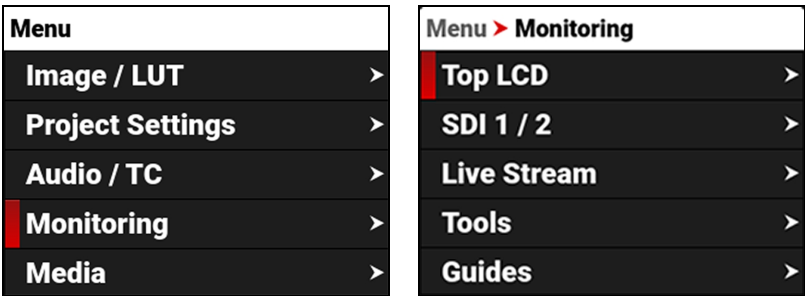 Menu
Image / LUT
Project Settings
Audio / TC
Monitoring
Media
Menu > Monitoring
Top LCD
SDI 1 / 2
Live Stream
Tools
Guides